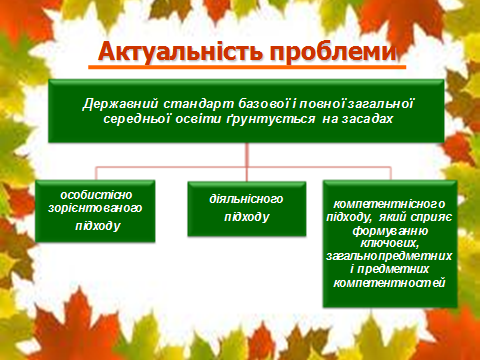 Актуальність проблеми
Державний стандарт базової і повної загальної
середньої освіти ґрунтується на засадах
особистісно
зорієнтованого
підходу
діяльнісного
підходу
компетентнісного
підходу, який сприяє
формуванню
ключових,
загальнопредметних
і предметних
компетентностей